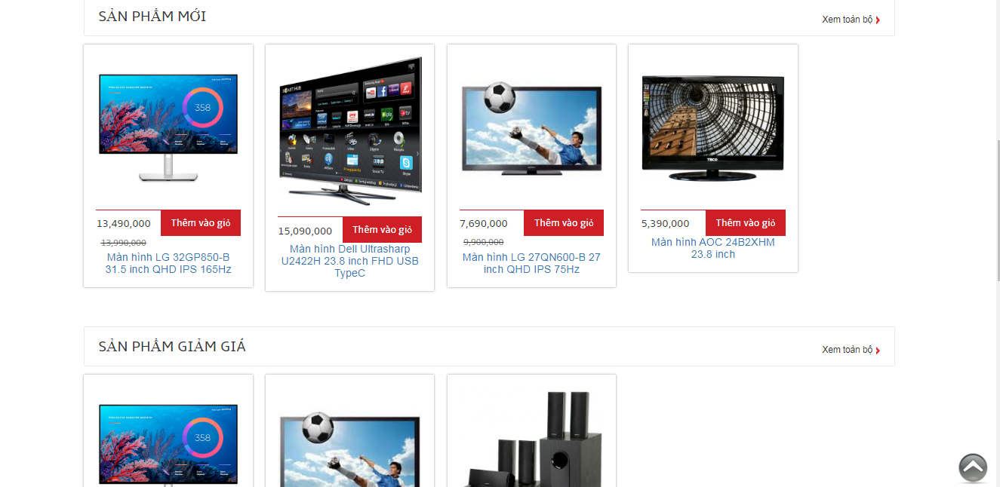 SẢN PHẨM MỚI
Xem toàn bộ
358
SMART HUB
TECO
13,490,000
Thêm vào giỏ
13,990,000
Màn hình LG 32GP850-B
31.5 inch QHD IPS 165Hz
15,090,000
Thêm vào giỏ
Màn hình Dell Ultrasharp
U2422H 23.8 inch FHD USB
TypeC
7,690,000
Thêm vào giỏ
9,900,000
Màn hình LG 27QN600-B 27
inch QHD IPS 75Hz
5,390,000
Thêm vào giỏ
Màn hình AOC 24B2XHM
23.8 inch
SẢN PHẨM GIẢM GIÁ
Xem toàn bộ
358